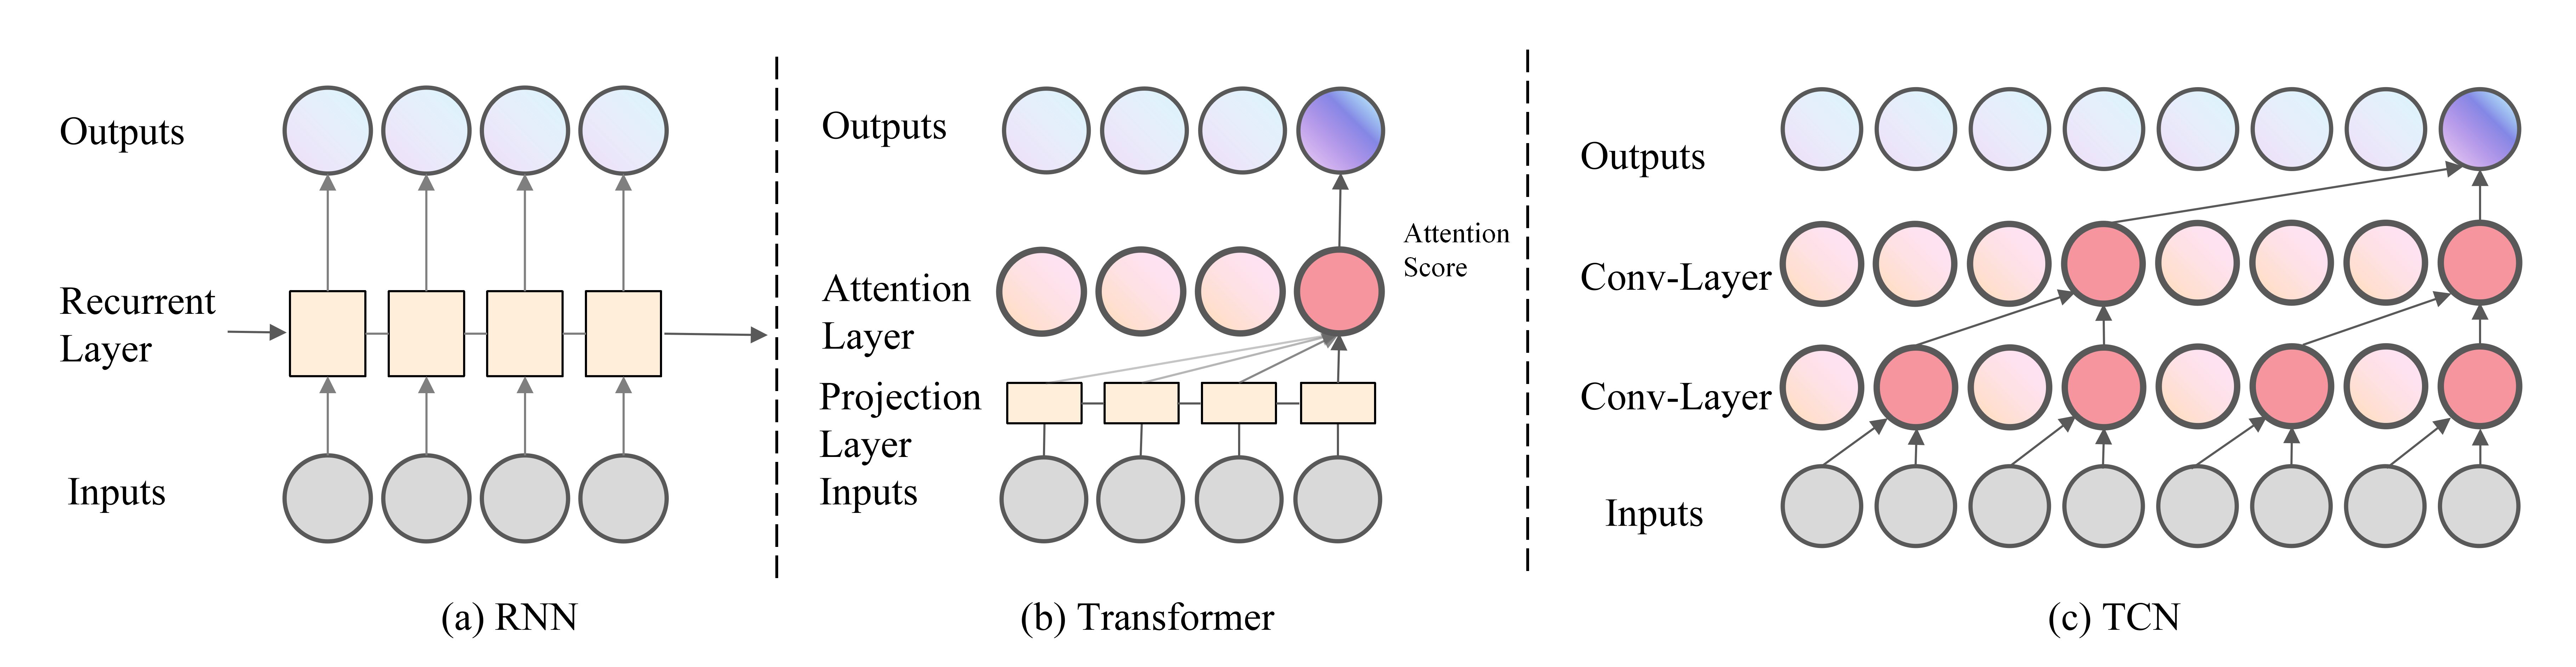 Outputs
Recurrent
Layer
Inputs
(a) RNN
Outputs
Attention
Score
Attention
Layer
Projection
Layer
Inputs
(b) Transformer
Outputs
Conv-Layer
Conv-Layer
Inputs
(c) TCN